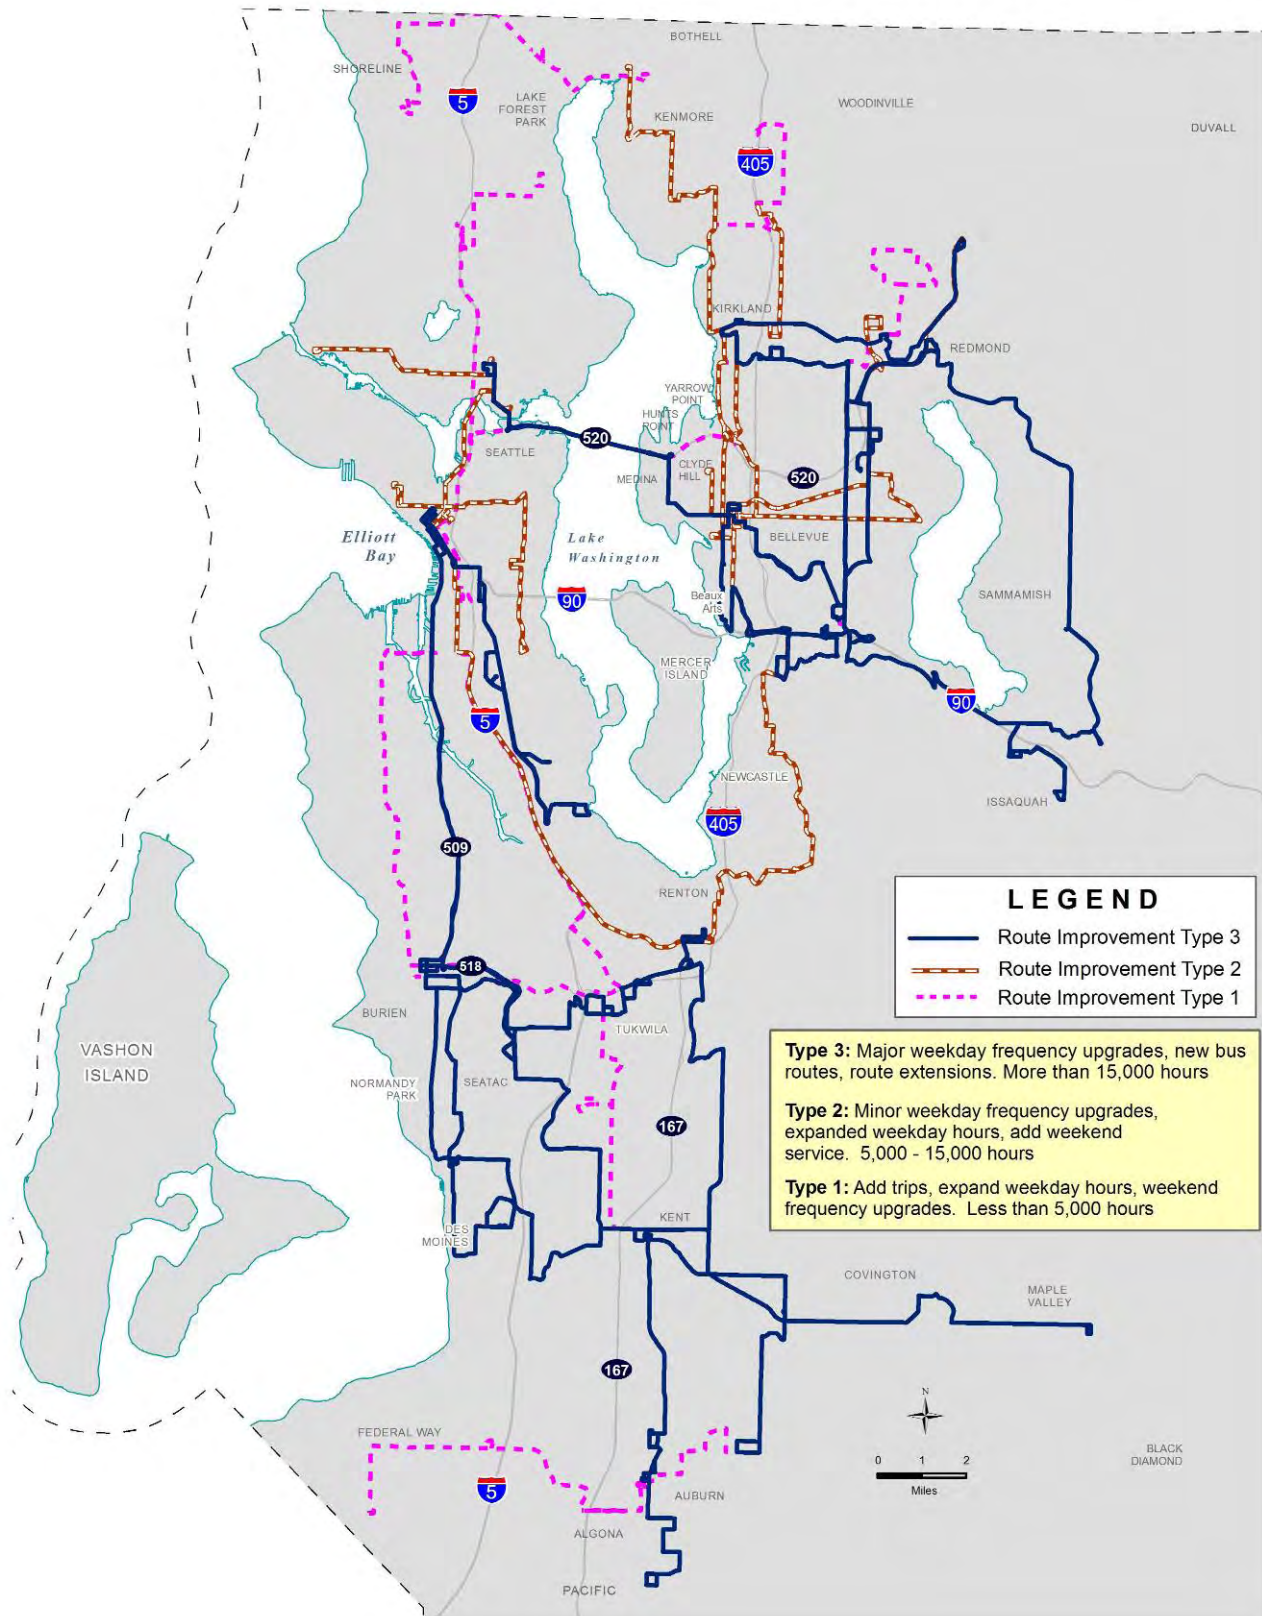 BOTHELL
SHORELINE
5
LAKE
FOREST
PARK
WOODINVILLE
KENMORE
DUVALL
405
KIRKLAND
REDMOND
YARROW
POINT
HUNTS
POINT
520
SEATTLE
CLYDE
HILL
MEDINA
520
Elliott
Bay
Lake
Washington
BELLEVUE
90
Beaux
Arts
SAMMAMISH
MERCER
ISLAND
90
5
NEWCASTLE
ISSAQUAH
405
509
RENTON
LEGEND
Route Improvement Type 3
Route Improvement Type 2
Route Improvement Type 1
518
BURIEN
TUKWILA
VASHON
ISLAND
NORMANDY
PARK
SEATAC
167
Type 3: Major weekday frequency upgrades, new bus
routes, route extensions. More than 15,000 hours
Type 2: Minor weekday frequency upgrades,
expanded weekday hours, add weekend
service. 5,000 - 15,000 hours
Type 1: Add trips, expand weekday hours, weekend
frequency upgrades. Less than 5,000 hours
KENT
DES
MOINES
COVINGTON
MAPLE
VALLEY
167
N
FEDERAL WAY
BLACK
DIAMOND
0 1 2
Miles
5
AUBURN
ALGONA
PACIFIC